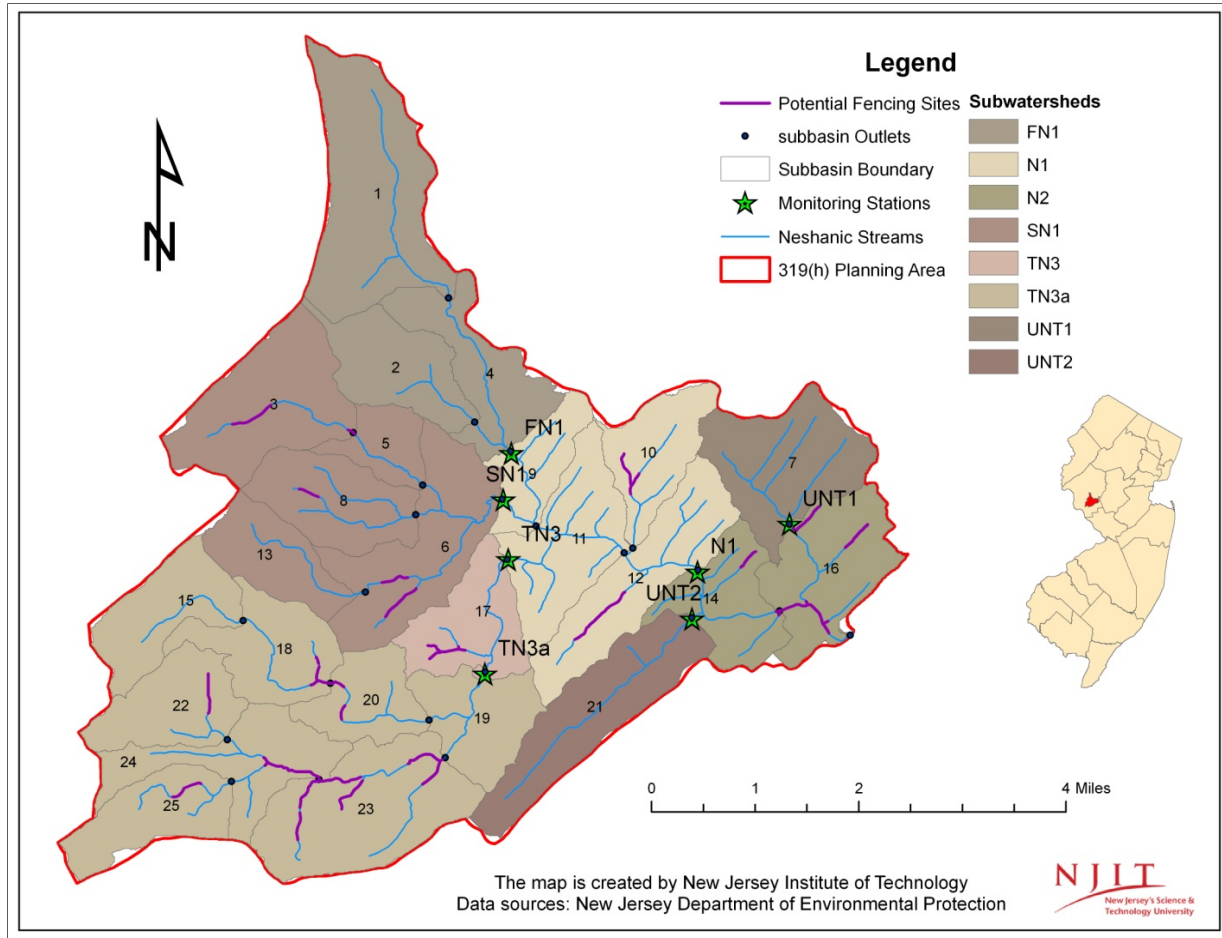 Legend
Potential Fencing Sites
subbasin Outlets
Subbasin Boundary
Monitoring Stations
Neshanic Streams
319(h) Planning Area
Subwatersheds
FN1
N1
N2
SN1
TN3
TN3a
UNT1
UNT2
N
1
2
4
3
5
FN1
SN1
9
10
7
UNT1
8
13
6
TN3
11
N1
12
UNT2
14
16
15
17
TN3a
18
20
19
21
22
24
25
23
0 1 2 4 Miles
The map is created by New Jersey Institute of Technology
Data sources: New Jersey Department of Environmental Protection
NJIT
New Jersey's Science &
Technology University